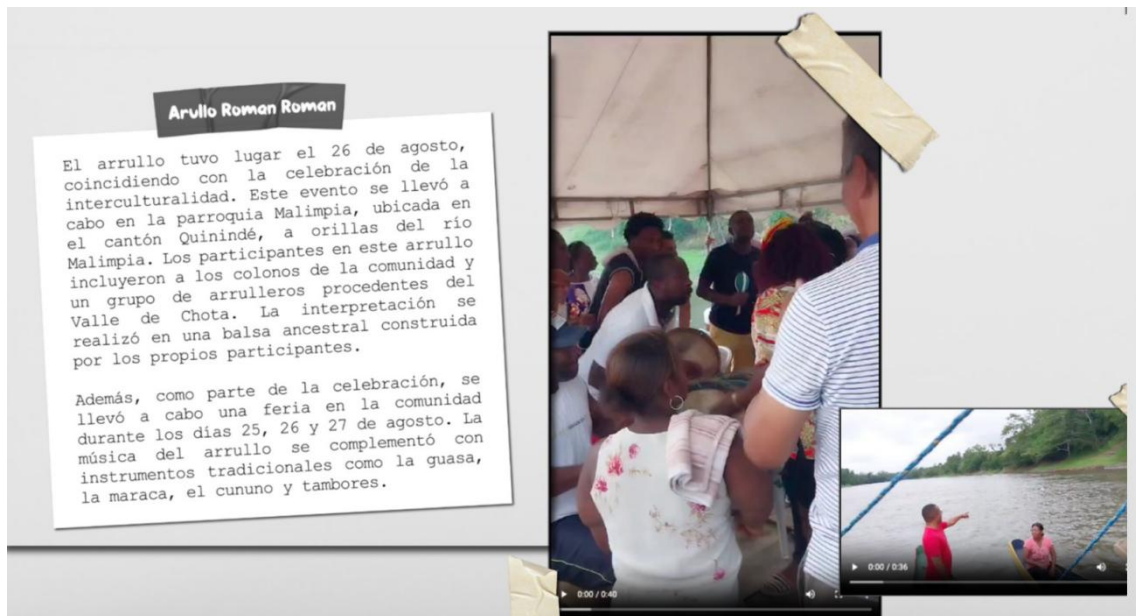 Arullo Roman Roman
El arrullo tuvo lugar el 26 de agosto,
coincidiendo con la celebración de la
interculturalidad. Este evento se llevó a
cabo en la parroquia Malimpia, ubicada en
el cantón Quinindé, a orillas del río
Malimpia. Los participantes en este arrullo
incluyeron a los colonos de la comunidad y
un grupo de arrulleros procedentes del
Valle de Chota. La interpretación se
realizó en una balsa ancestral construida
por los propios participantes.
Además, como parte de la celebración, se
llevó a cabo una feria en la comunidad
durante los días 25, 26 y 27 de agosto. La
música del arrullo se complementó con
instrumentos tradicionales como la guasa,
la maraca, el cununo y tambores.
0:00 / 0:40
0:00 / 0:36